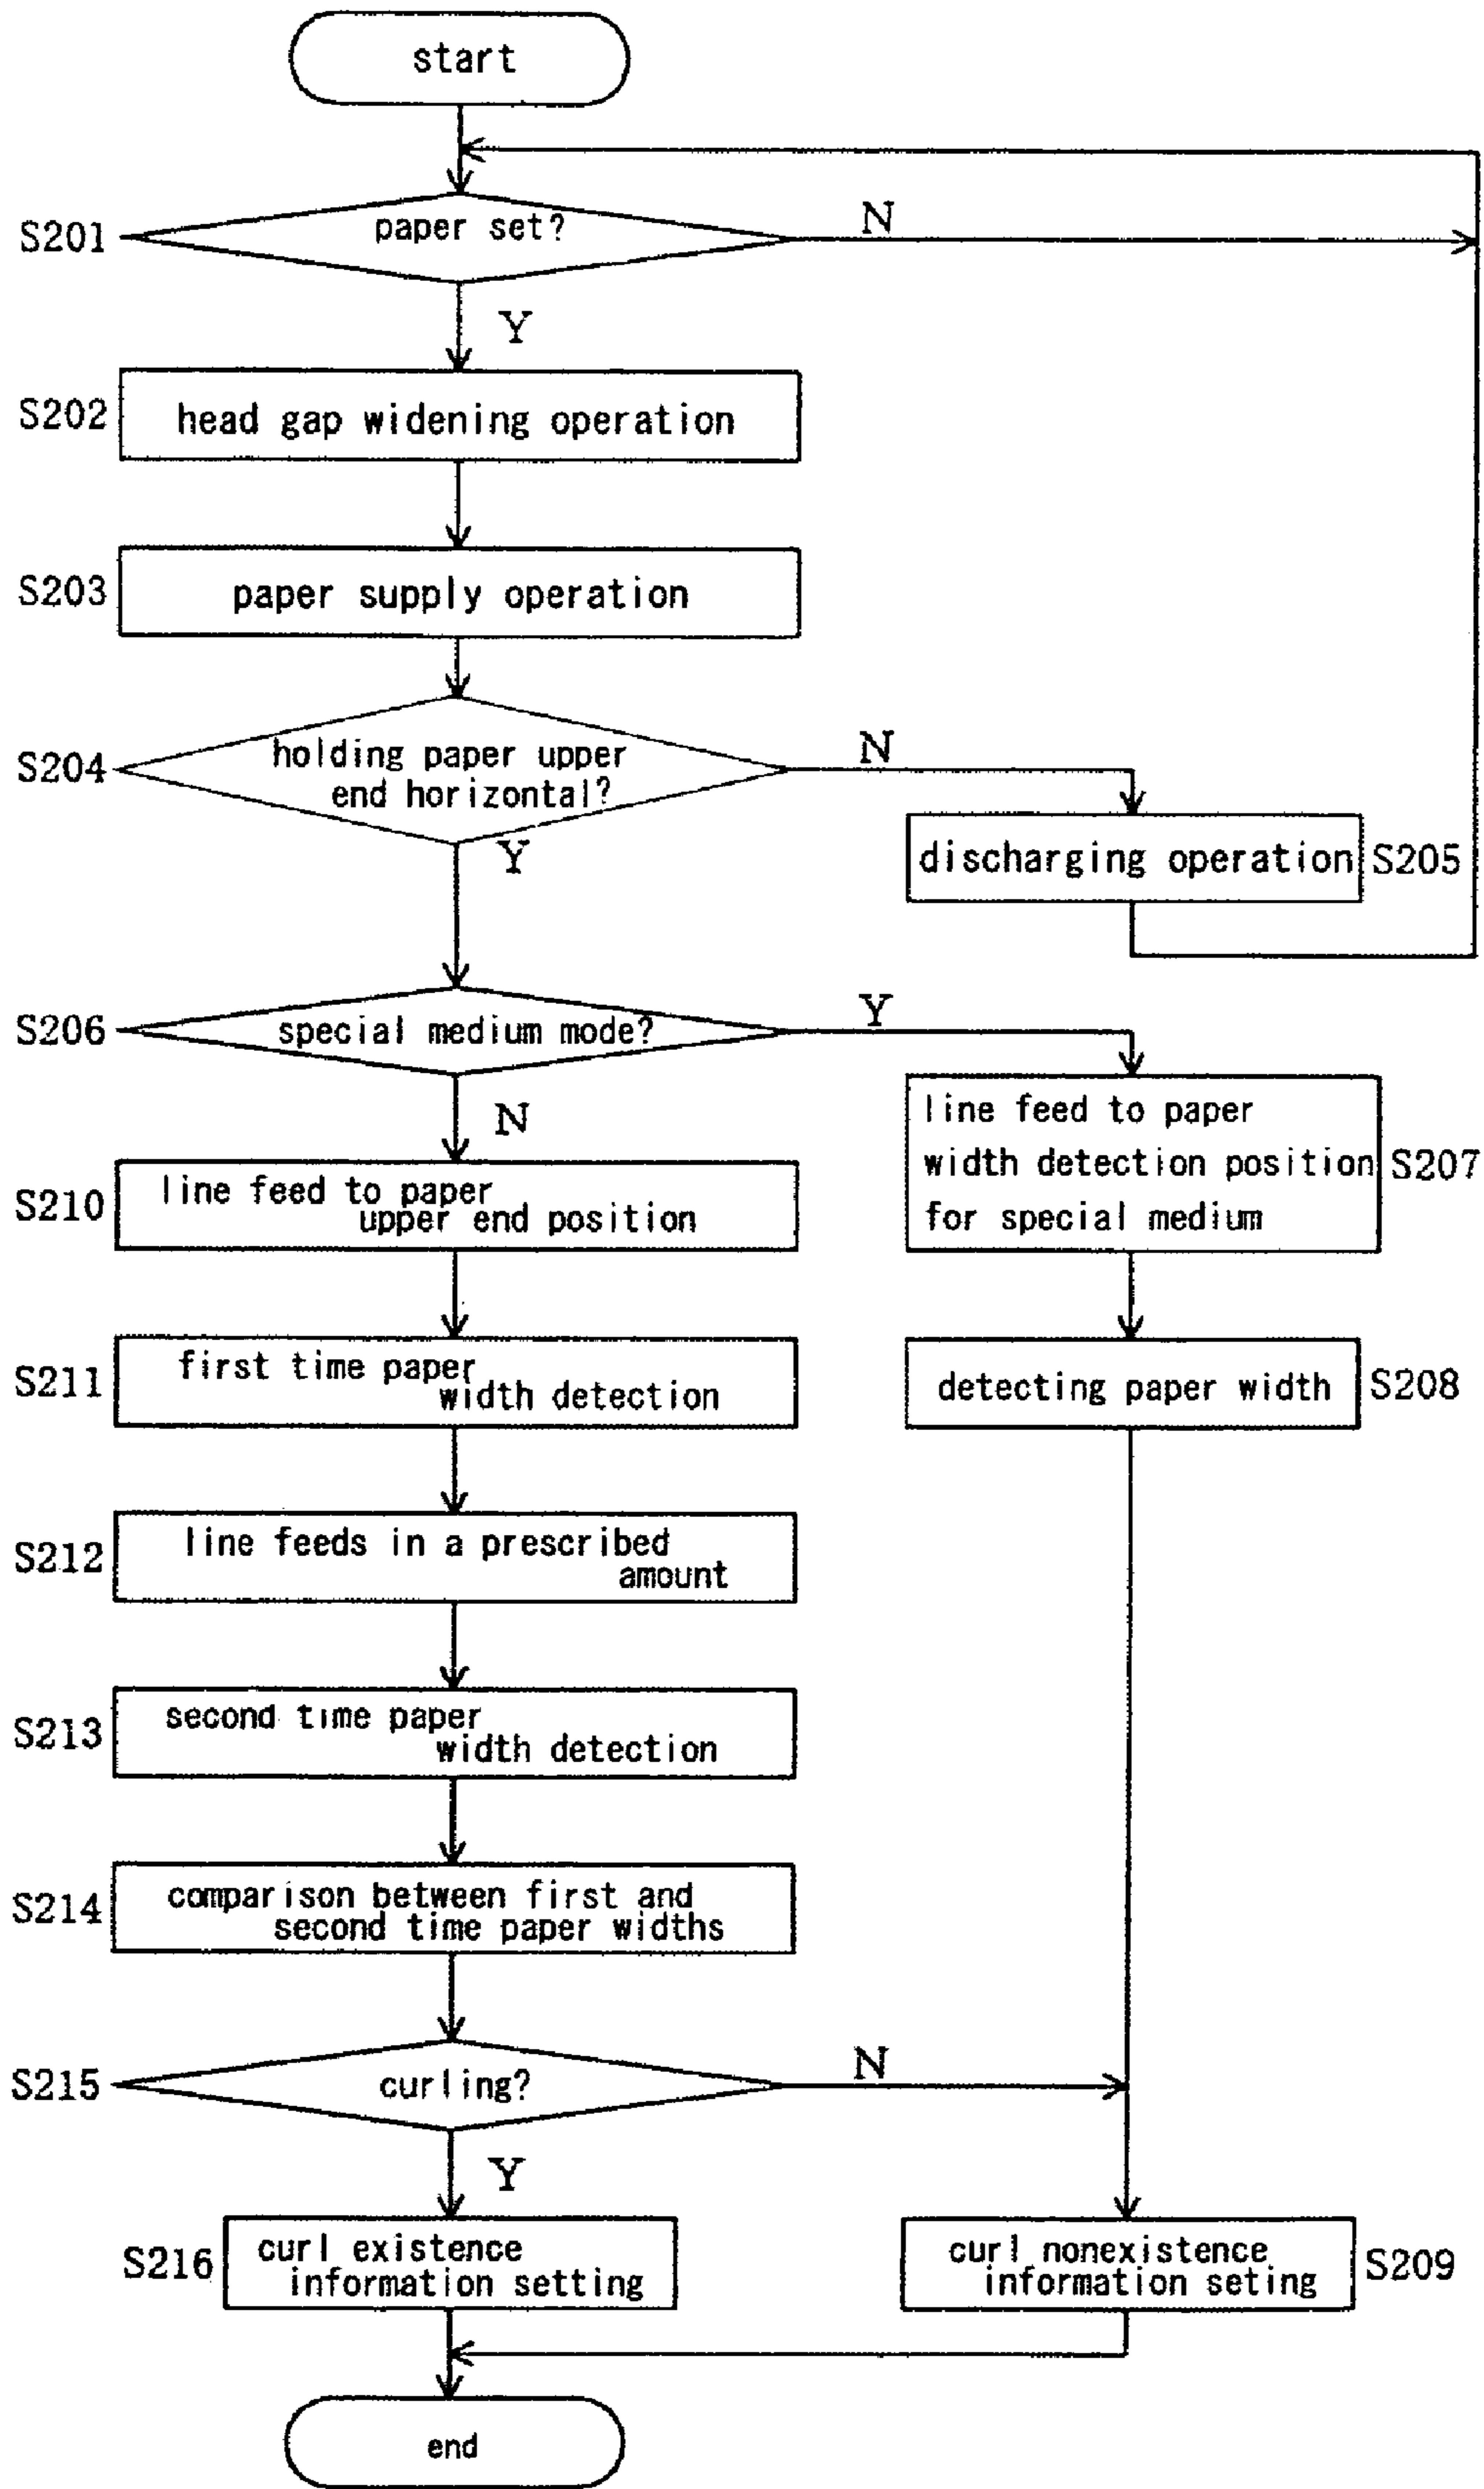 start
S201
paper set?
N
Y
S202
head gap widening operation
S203
paper supply operation
S204
holding paper upper
end horizontal?
N
Y
discharging operation
S205
S206
special medium mode?
Y
N
line feed to paper
width detection position
for special medium
S207
S210
line feed to paper
upper end position
S211
first time paper
width detection
detecting paper width
S208
S212
line feeds in a prescribed
amount
S213
second time paper
width detection
S214
comparison between first and
second time paper widths
S215
curling?
N
Y
S216
curl existence
information setting
curl nonexistence
information seting
S209
end